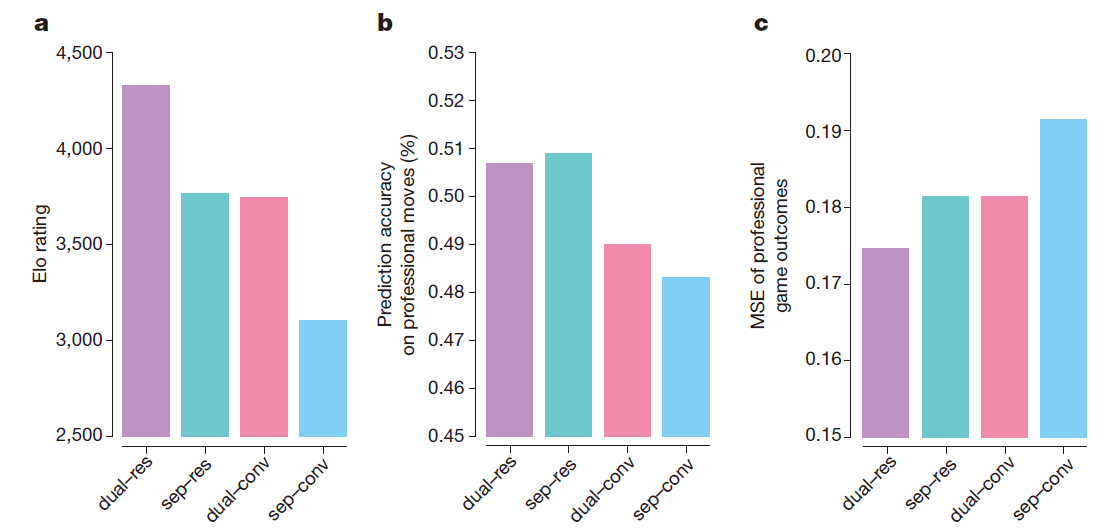 a
Elo rating
4,500
4,000
3,500
3,000
2,500
dual–res
sep–res
dual–conv
sep–conv
b
Prediction accuracy
on professional moves (%)
0.53
0.52
0.51
0.50
0.49
0.48
0.47
0.46
0.45
dual–res
sep–res
dual–conv
sep–conv
c
MSE of professional
game outcomes
0.20
0.19
0.18
0.17
0.16
0.15
dual–res
sep–res
dual–conv
sep–conv